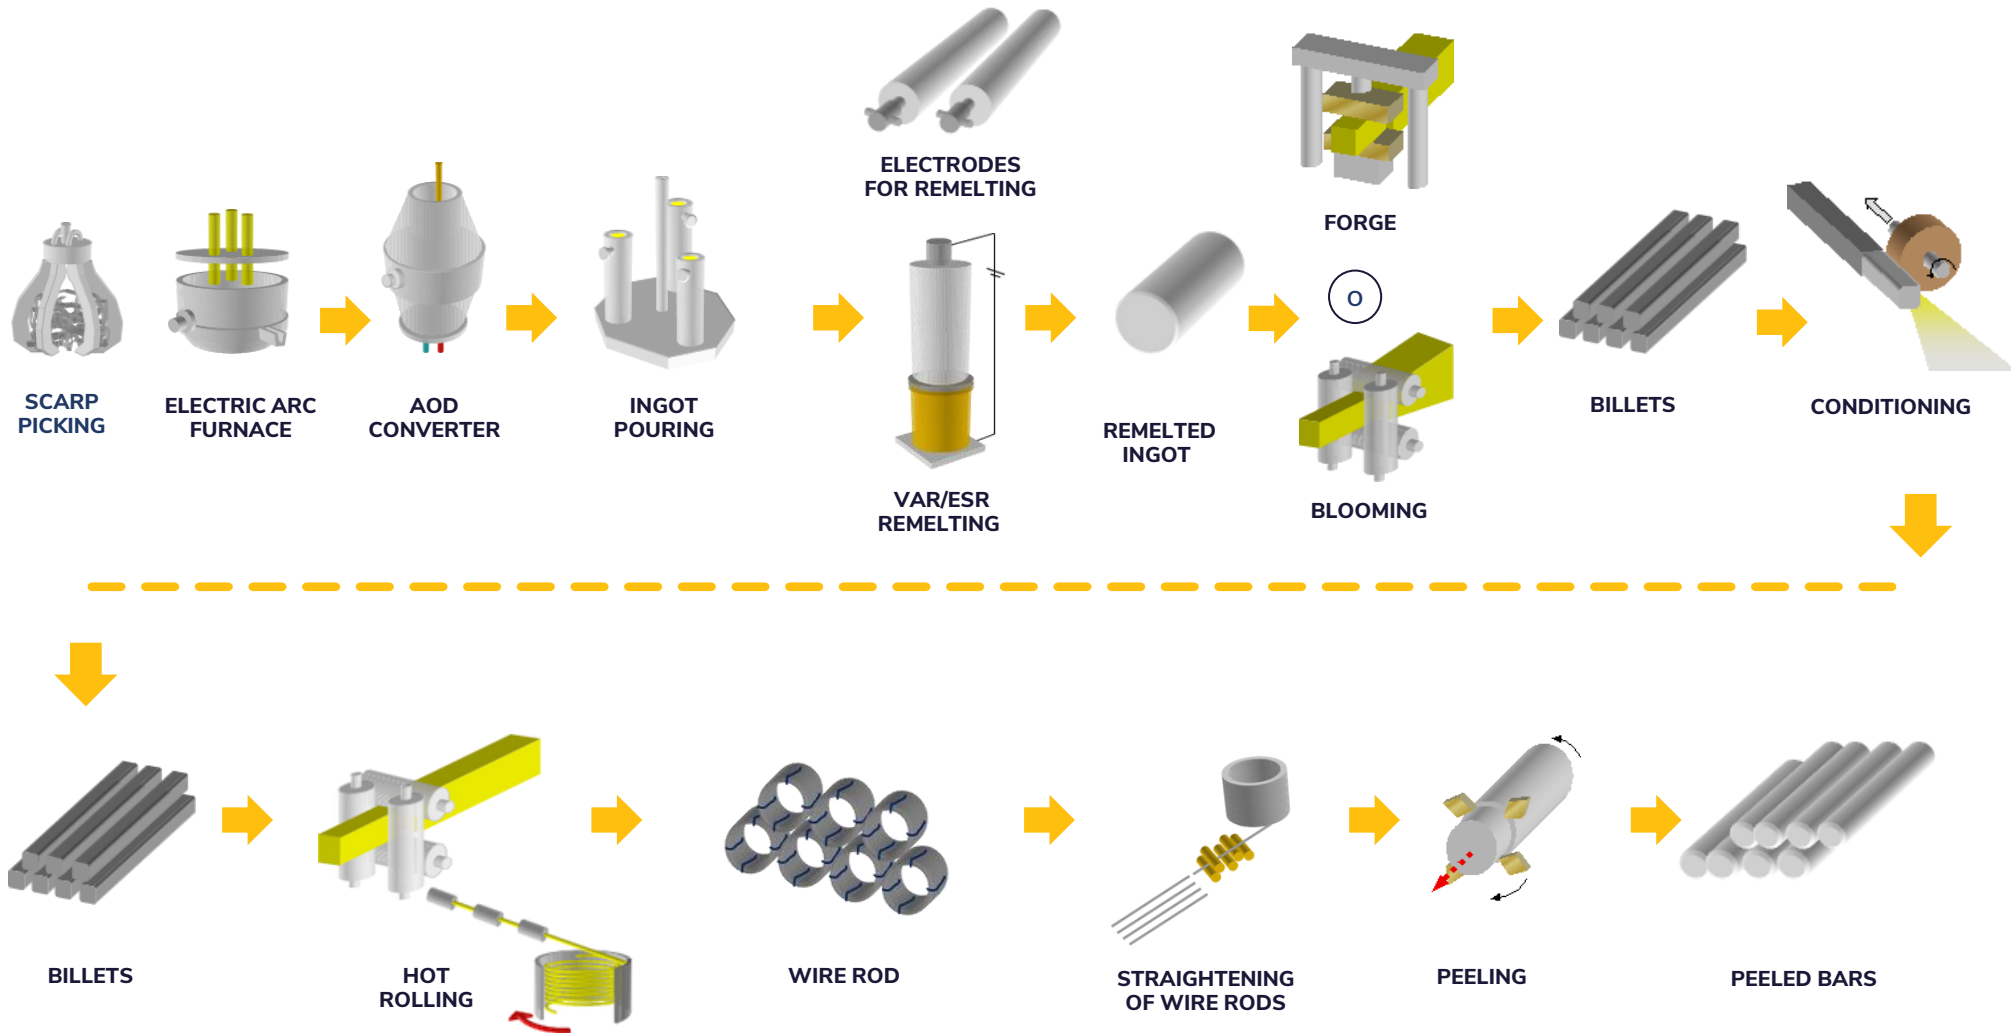 SCARP
PICKING
ELECTRIC ARC
FURNACE
AOD
CONVERTER
INGOT
POURING
ELECTRODES
FOR REMELTING
VAR/ESR
REMELTING
REMELTED
INGOT
FORGE
O
BLOOMING
BILLETS
CONDITIONING
BILLETS
HOT
ROLLING
WIRE ROD
STRAIGHTENING
OF WIRE RODS
PEELING
PEELED BARS